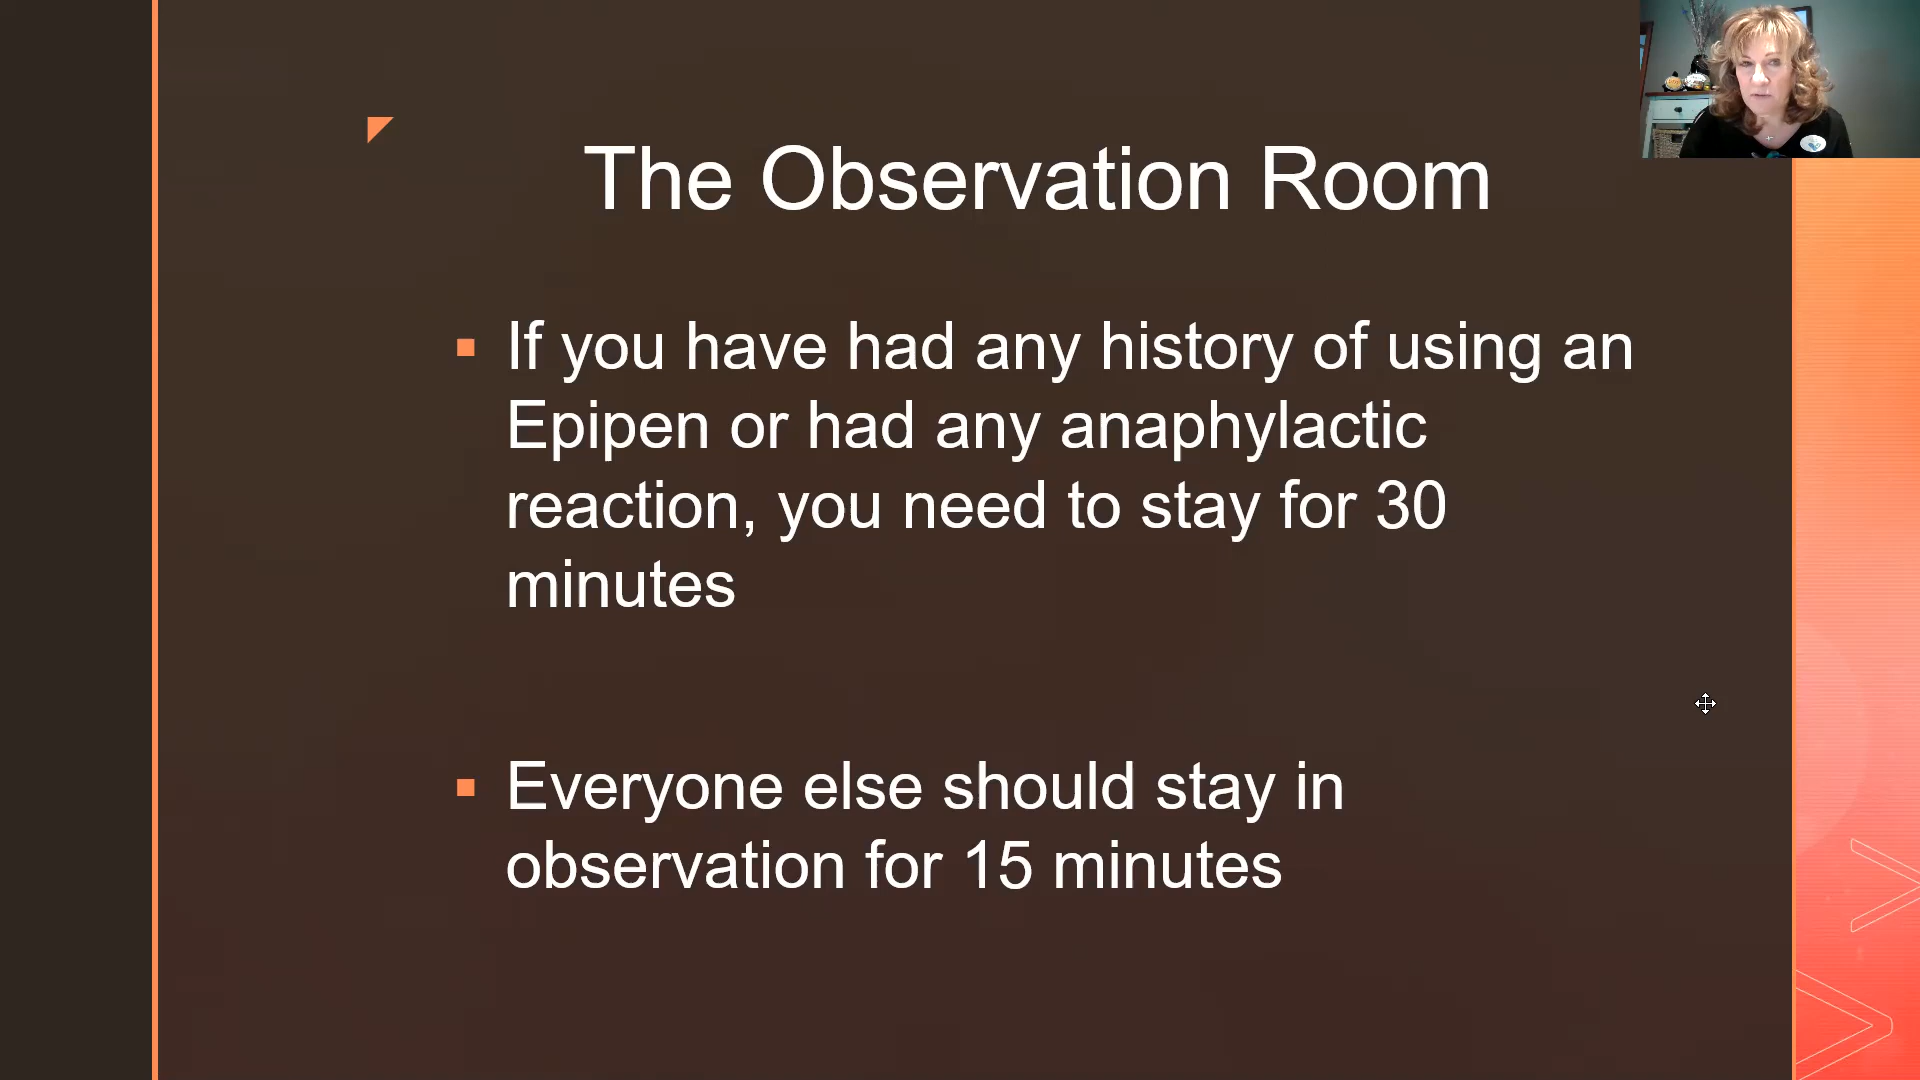 The Observation Room
If you have had any history of using an
Epipen or had any anaphylactic
reaction, you need to stay for 30
minutes
Everyone else should stay in
observation for 15 minutes